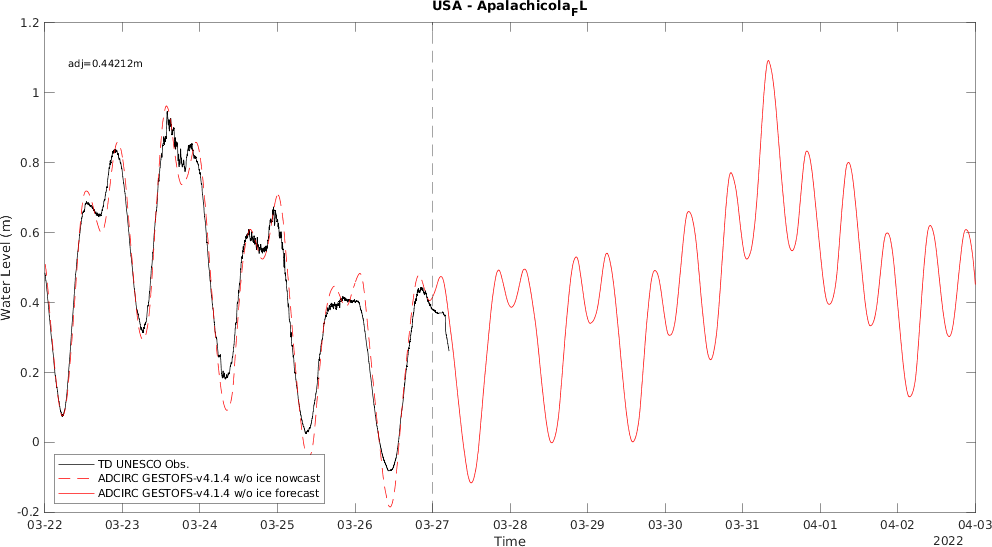 USA - Apalachicola_FL
adj=0.44212m
1.2
1
0.8
0.6
0.4
0.2
0
-0.2
Water Level (m)
TD UNESCO Obs.
ADCIRC GESTOFS-v4.1.4 w/o ice nowcast
ADCIRC GESTOFS-v4.1.4 w/o ice forecast
03-22 03-23 03-24 03-25 03-26 03-27 03-28 03-29 03-30 03-31 04-01 04-02 04-03
Time
2022